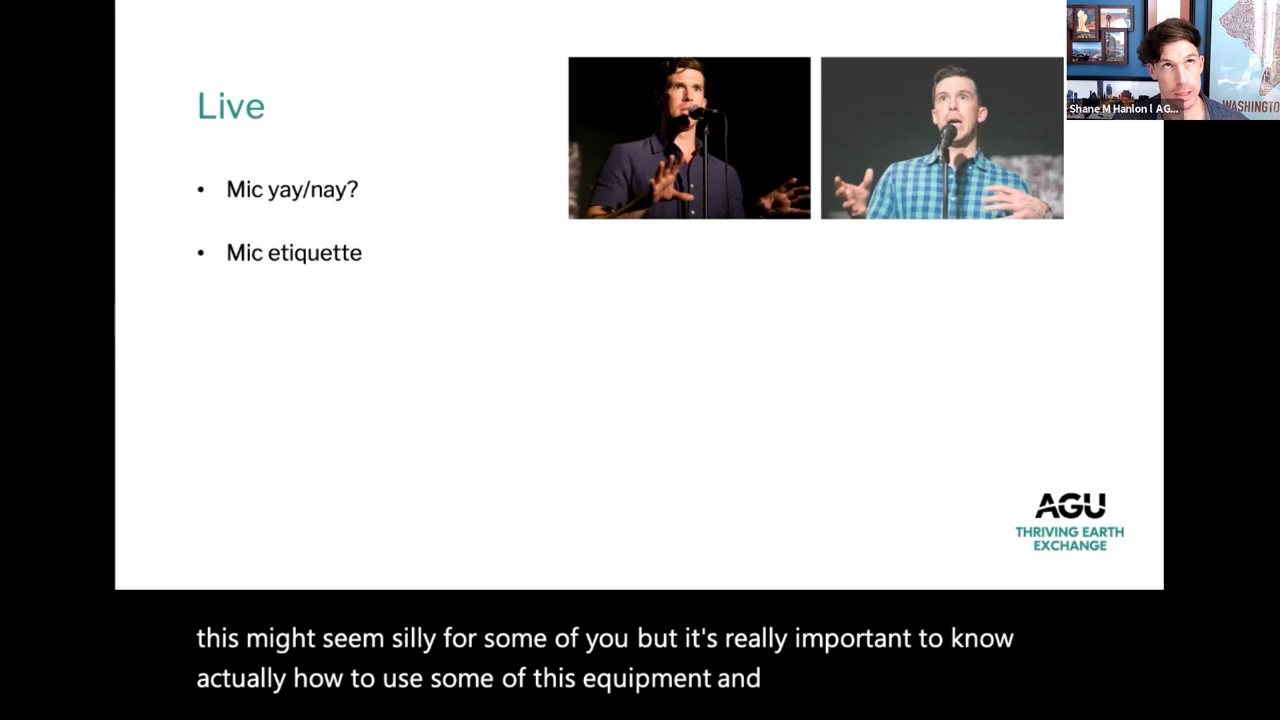 Live
• Mic yay/nay?
• Mic etiquette
Shane M Hanlon l AG...
WASHINGTO
AGU
THRIVING EARTH
EXCHANGE
this might seem silly for some of you but it's really important to know
actually how to use some of this equipment and